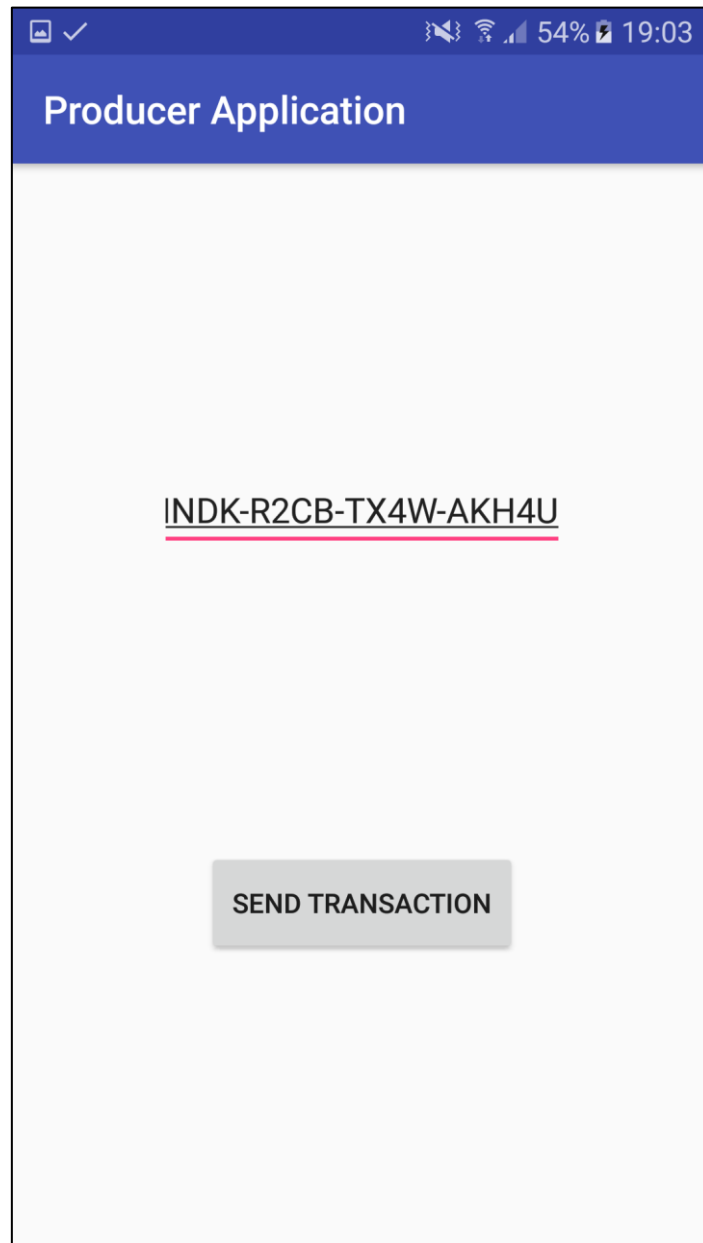 54% 19:03
Producer Application
NDK-R2CB-TX4W-AKH4U
SEND TRANSACTION